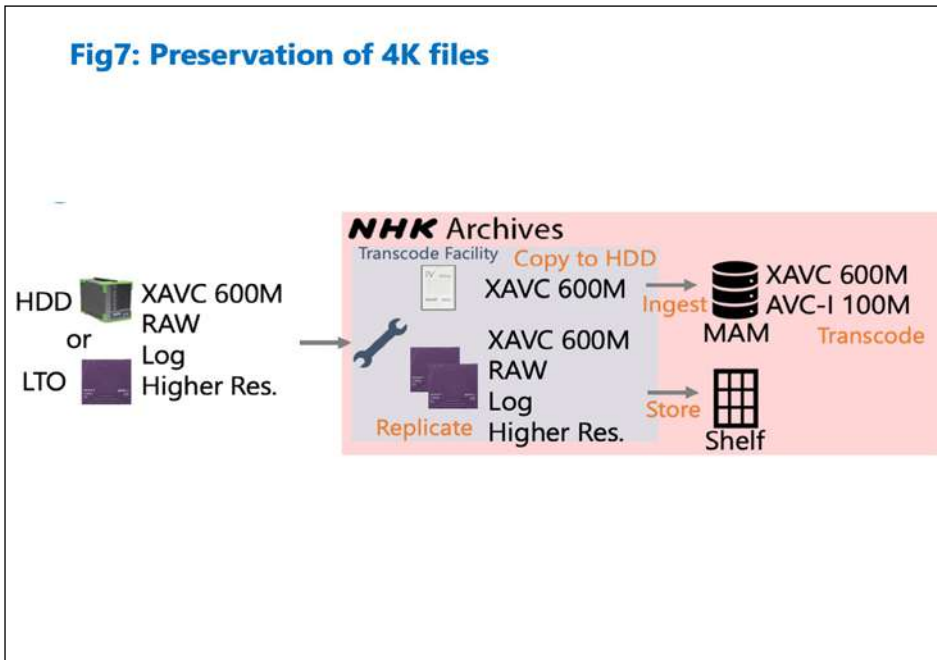 Fig7: Preservation of 4K files
HDD
or
LTO
XAVC 600M
RAW
Log
Higher Res.
NHK Archives
Transcode Facility
Copy to HDD
XAVC 600M
XAVC 600M
RAW
Log
Higher Res.
Replicate
Ingest
Store
MAM
XAVC 600M
AVC-I 100M
Transcode
Shelf